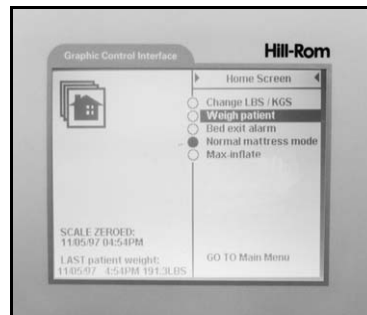 Graphic Control Interface
Hill-Rom
Home Screen
Change LBS / KGS
Weigh patient
Bed exit alarm
Normal mattress mode
Max-inflate
SCALE ZEROED:
11/05/97 04:54PM
LAST patient weight:
11/05/97 4:54PM 191.3LBS
GO TO Main Menu